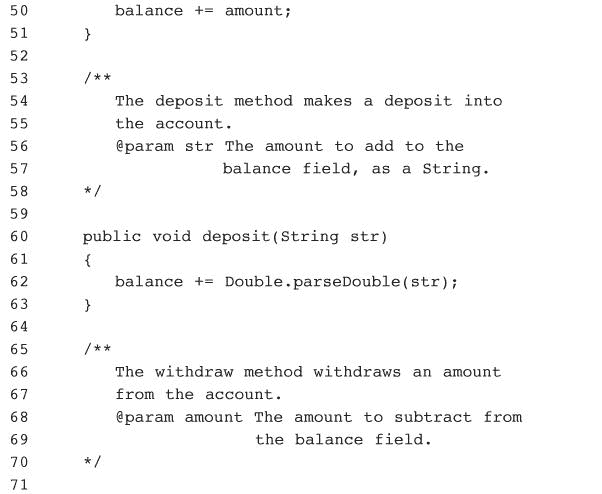 50         balance += amount;
51      }
52
53      /**
54         The deposit method makes a deposit into
55         the account.
56         @param str The amount to add to the
57                    balance field, as a String.
58      */
59
60      public void deposit(String str)
61      {
62         balance += Double.parseDouble(str);
63      }
64
65      /**
66         The withdraw method withdraws an amount
67         from the account.
68         @param amount The amount to subtract from
69                       the balance field.
70      */
71